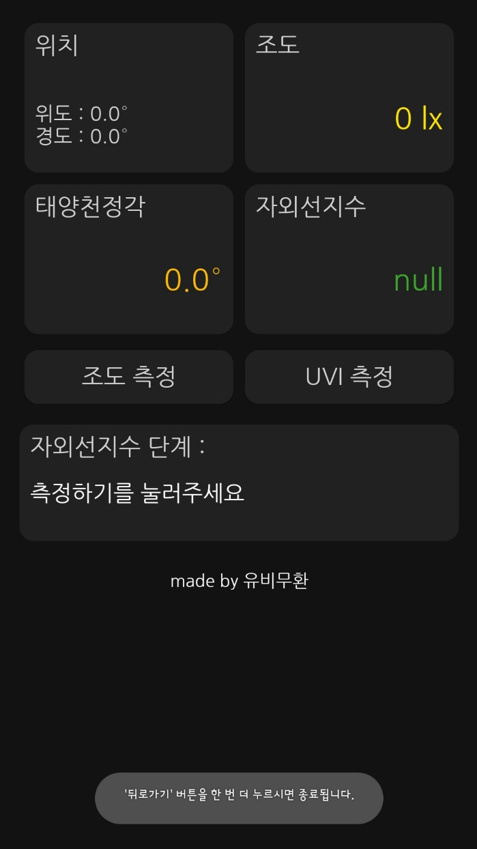 위치
조도
위도 : 0.0°
경도 : 0.0°
0 lx
태양천정각
자외선지수
0.0°
null
조도 측정
UVI 측정
자외선지수 단계 :
측정하기를 눌러주세요
made by 유비무환
'뒤로가기' 버튼을 한 번 더 누르시면 종료됩니다.